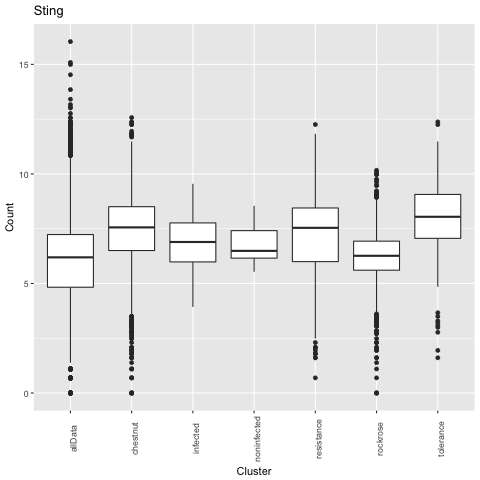 Sting
Count
15
10
5
0
allData
chestnut
infected
noninfected
resistance
rockrose
tolerance
Cluster